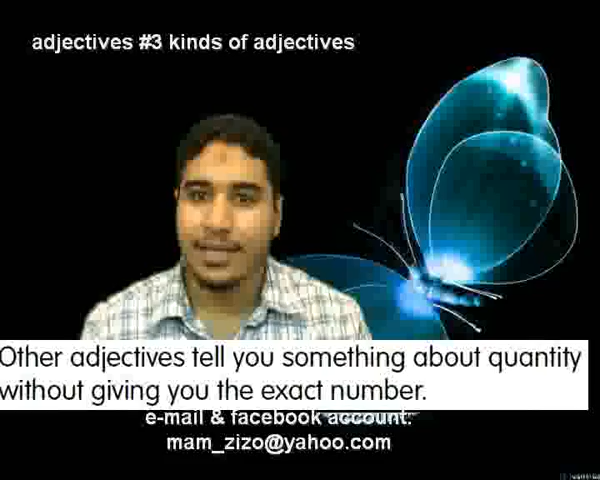 adjectives #3 kinds of adjectives
Other adjectives tell you something about quantity
without giving you the exact number.
e-mail & facebook account:
mam_zizo@yahoo.com